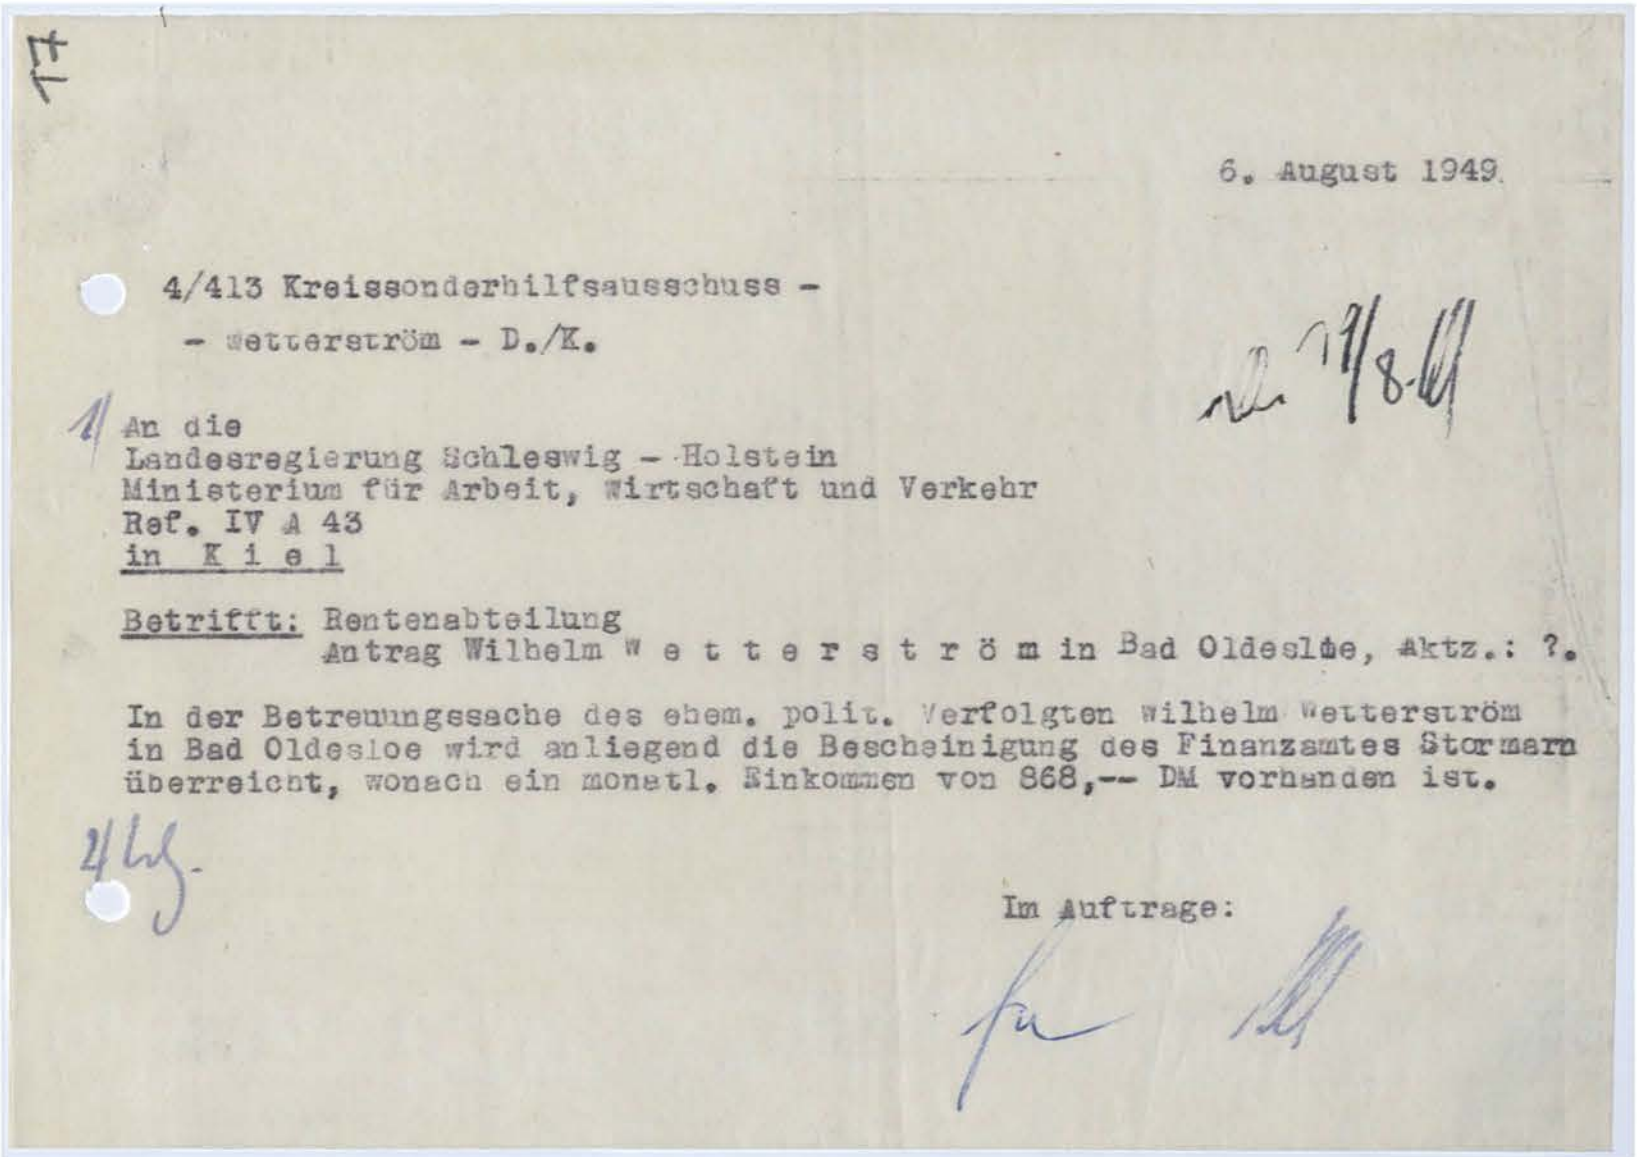 6. August 1949.
4/413 Kreissonderhilfsausschuss -
- Wetterström - D./K.
1/ An die
Landesregierung Schleswig - Holstein
Ministerium für Arbeit, Wirtschaft und Verkehr
Ref. IV A 43
in K i e l
Betrifft: Rentenabteilung
Antrag Wilhelm W e t t e r s t r ö m in Bad Oldesloe, Aktz.: ?.
In der Betreuungssache des ehem. polit. Verfolgten Wilhelm Wetterström
in Bad Oldesloe wird anliegend die Bescheinigung des Finanzamtes Stormarn
überreicht, wonach ein monatl. Einkommen von 868,-- DM vorhanden ist.
2/
Im Auftrage: